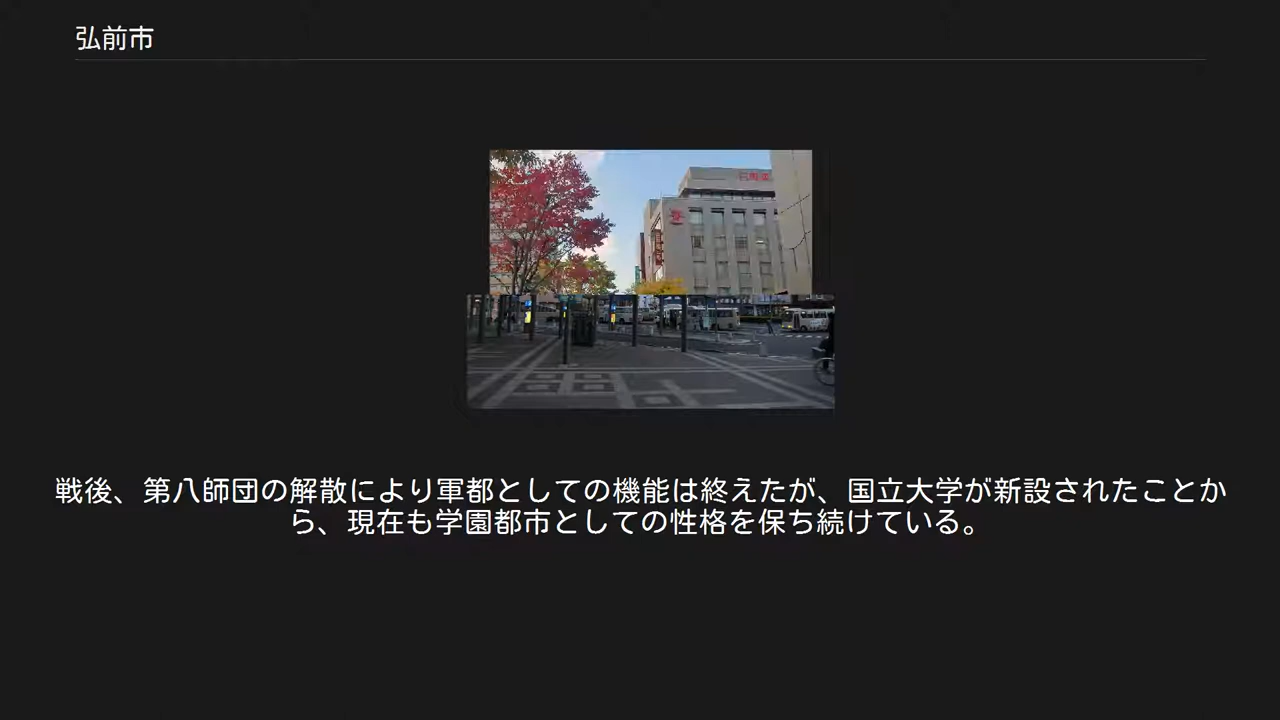 弘前市
戦後、第八師団の解散により軍都としての機能は終えたが、国立大学が新設されたことか
ら、現在も学園都市としての性格を保ち続けている。